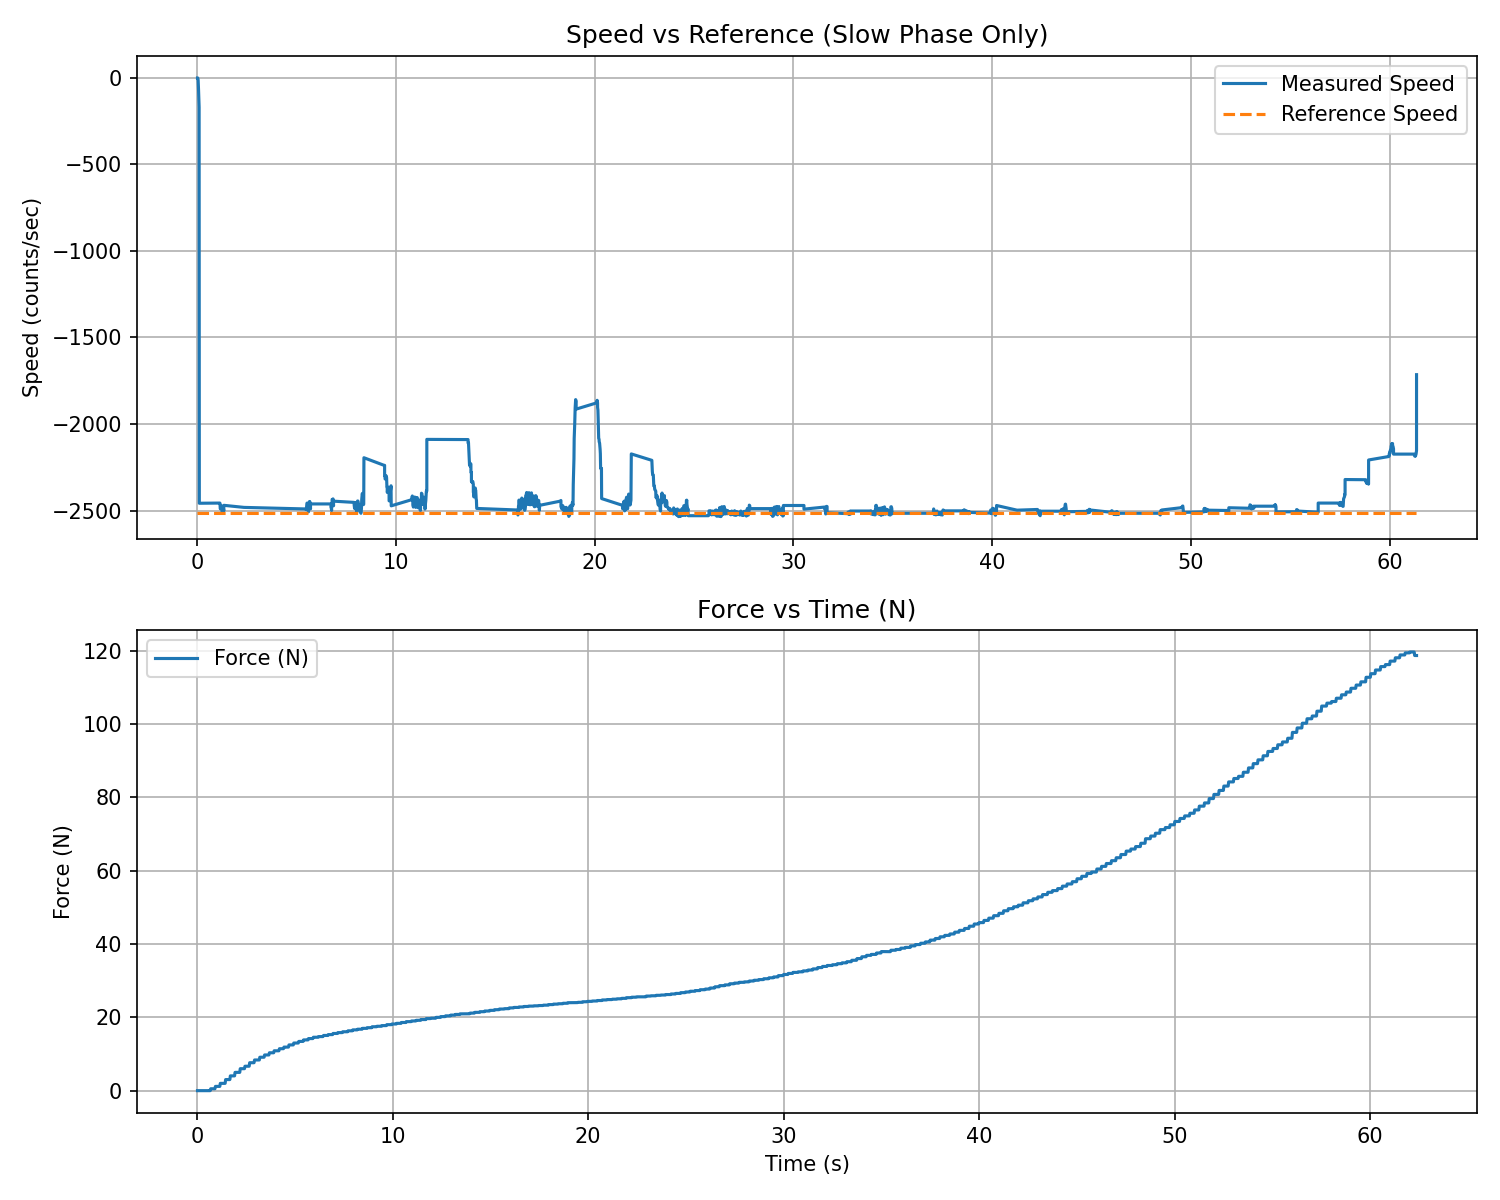 Speed vs Reference (Slow Phase Only)
Speed (counts/sec)
0
−500
−1000
−1500
−2000
−2500
Measured Speed
Reference Speed
0 10 20 30 40 50 60
Force vs Time (N)
Force (N)
120
100
80
60
40
20
0
Force (N)
0 10 20 30 40 50 60
Time (s)